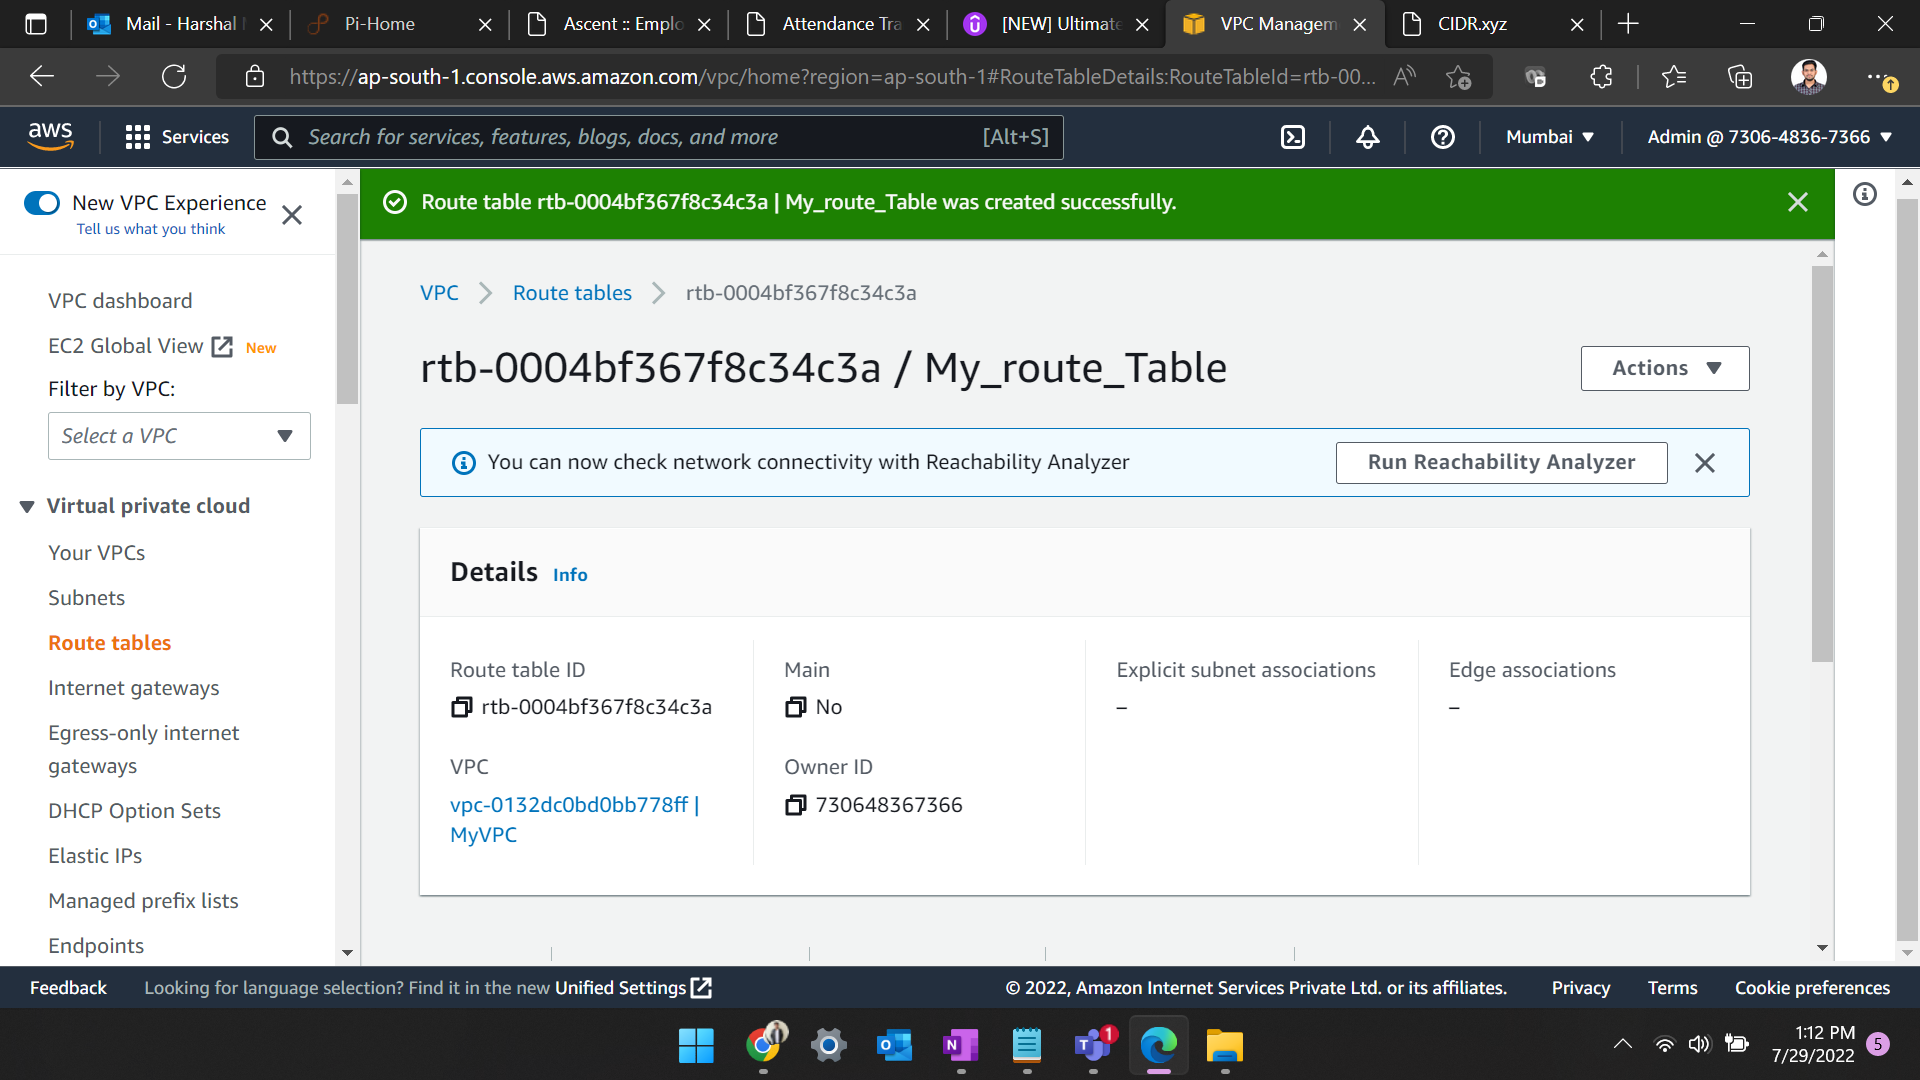 Mail - Harshal
Pi-Home
Ascent :: Emplo
Attendance Tra
[NEW] Ultimate
VPC Managem
CIDR.xyz
https://ap-south-1.console.aws.amazon.com/vpc/home?region=ap-south-1#RouteTableDetails:RouteTableId=rtb-00...
aws
Services
Search for services, features, blogs, docs, and more
[Alt+S]
Mumbai
Admin @ 7306-4836-7366
New VPC Experience
Tell us what you think
Route table rtb-0004bf367f8c34c3a | My_route_Table was created successfully.
VPC dashboard
EC2 Global View New
Filter by VPC:
Select a VPC
Virtual private cloud
Your VPCs
Subnets
Route tables
Internet gateways
Egress-only internet
gateways
DHCP Option Sets
Elastic IPs
Managed prefix lists
Endpoints
VPC
Route tables
rtb-0004bf367f8c34c3a
rtb-0004bf367f8c34c3a / My_route_Table
Actions
You can now check network connectivity with Reachability Analyzer
Run Reachability Analyzer
Details Info
Route table ID
rtb-0004bf367f8c34c3a
Main
No
Explicit subnet associations
–
Edge associations
–
VPC
vpc-0132dc0bd0bb778ff |
MyVPC
Owner ID
730648367366
Feedback
Looking for language selection? Find it in the new Unified Settings
© 2022, Amazon Internet Services Private Ltd. or its affiliates.
Privacy
Terms
Cookie preferences
1
1:12 PM
7/29/2022
5